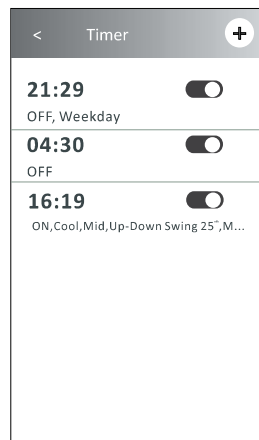 < Timer +
21:29
OFF, Weekday
04:30
OFF
16:19
ON,Cool,Mid,Up-Down Swing 25°,M...